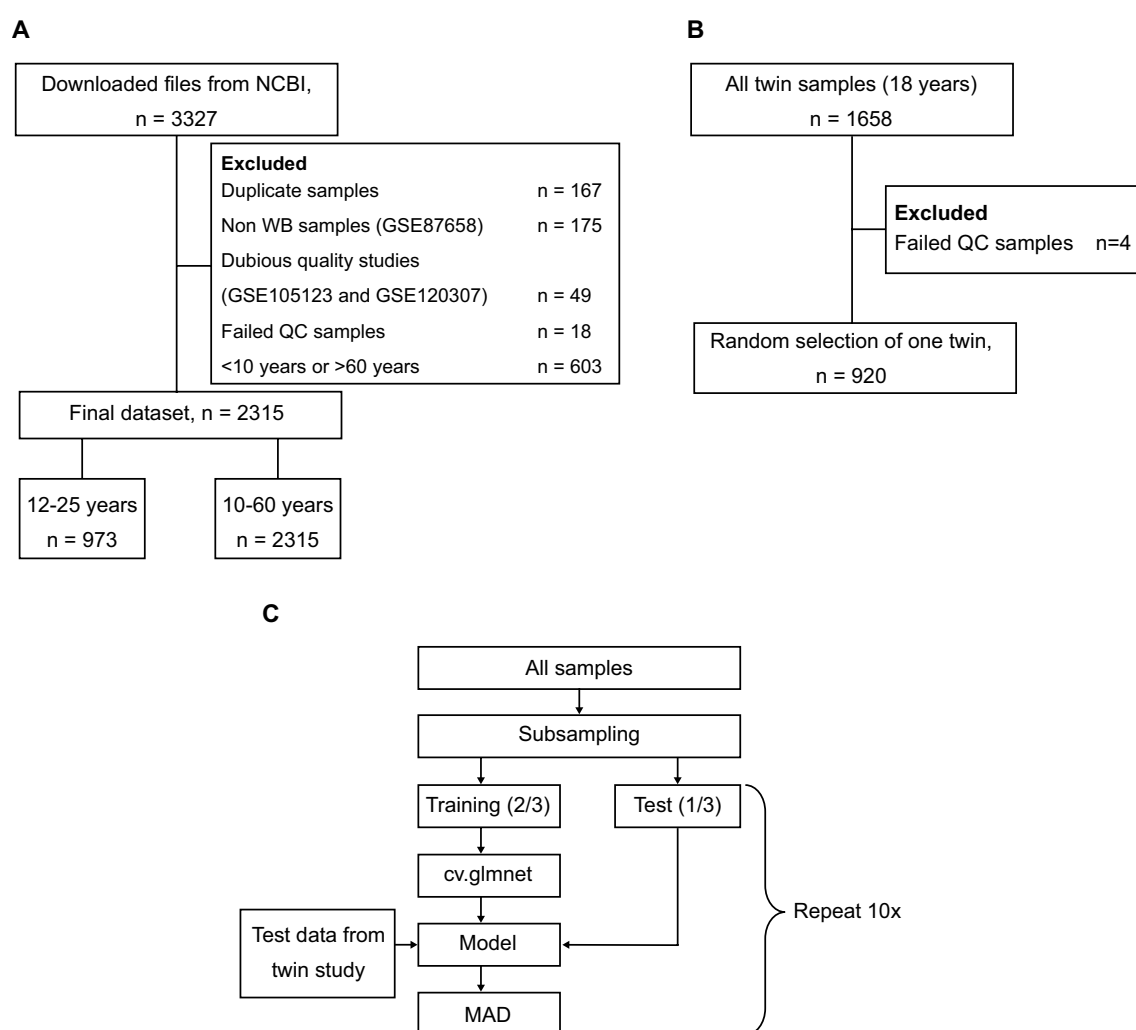 A
Downloaded files from NCBI,
n = 3327
Excluded
Duplicate samples n = 167
Non WB samples (GSE87658) n = 175
Dubious quality studies
(GSE105123 and GSE120307) n = 49
Failed QC samples n = 18
<10 years or >60 years n = 603
Final dataset, n = 2315
12-25 years
n = 973
10-60 years
n = 2315
B
All twin samples (18 years)
n = 1658
Excluded
Failed QC samples n=4
Random selection of one twin,
n = 920
C
All samples
Subsampling
Training (2/3)
Test (1/3)
cv.glmnet
Repeat 10x
Test data from
twin study
Model
MAD